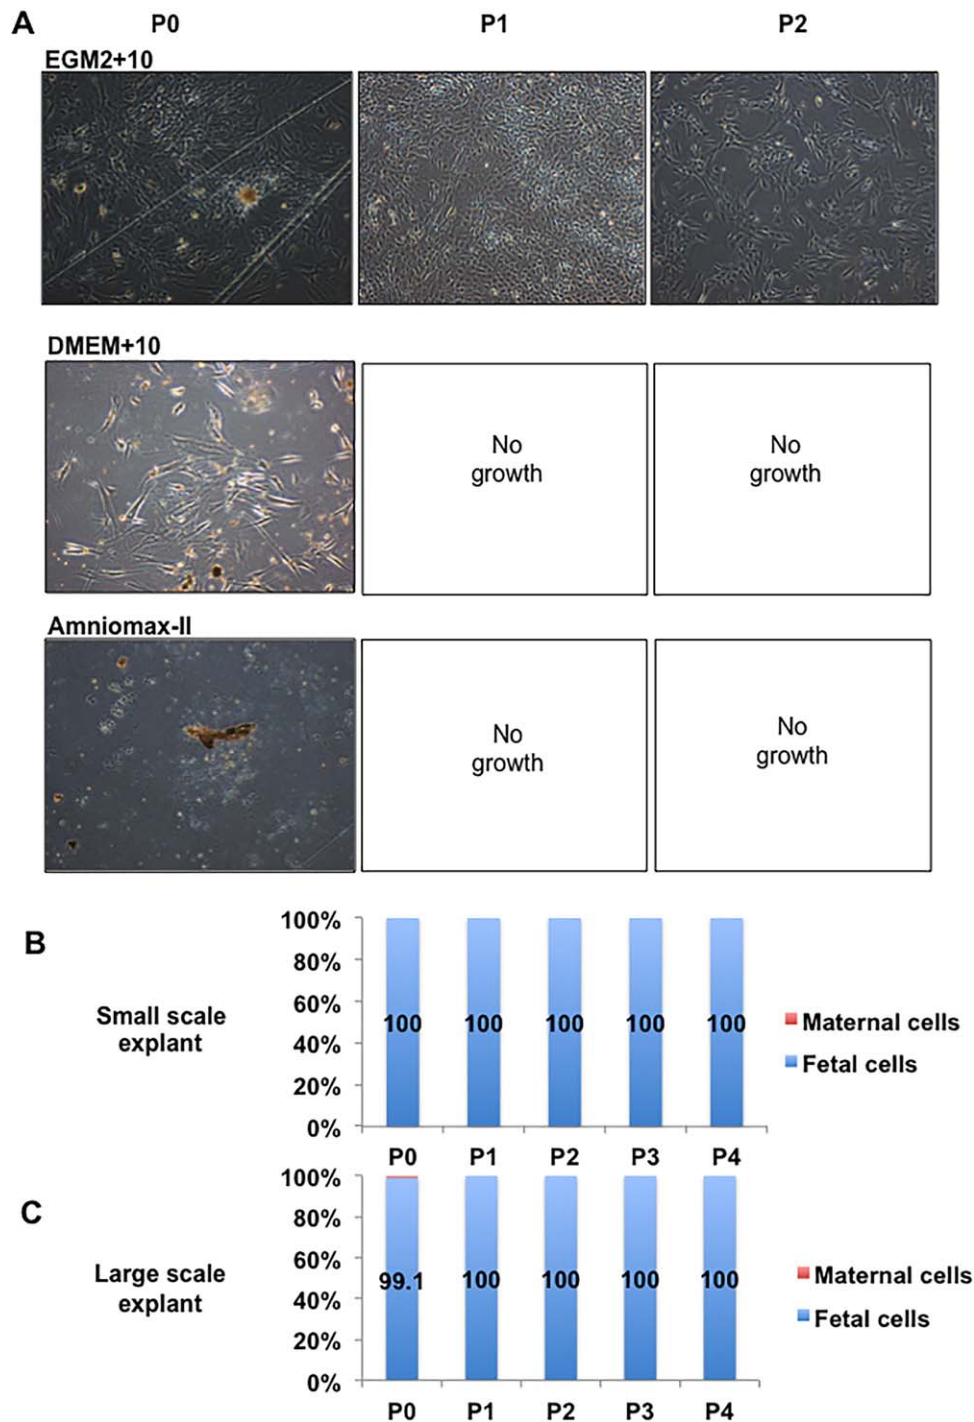 A
P0
P1
P2
EGM2+10
DMEM+10
No
growth
No
growth
Amniomax-II
No
growth
No
growth
B
Small scale
explant
100%
80%
60%
40%
20%
0%
100
100
100
100
100
P0
P1
P2
P3
P4
Maternal cells
Fetal cells
C
Large scale
explant
100%
80%
60%
40%
20%
0%
99.1
100
100
100
100
P0
P1
P2
P3
P4
Maternal cells
Fetal cells